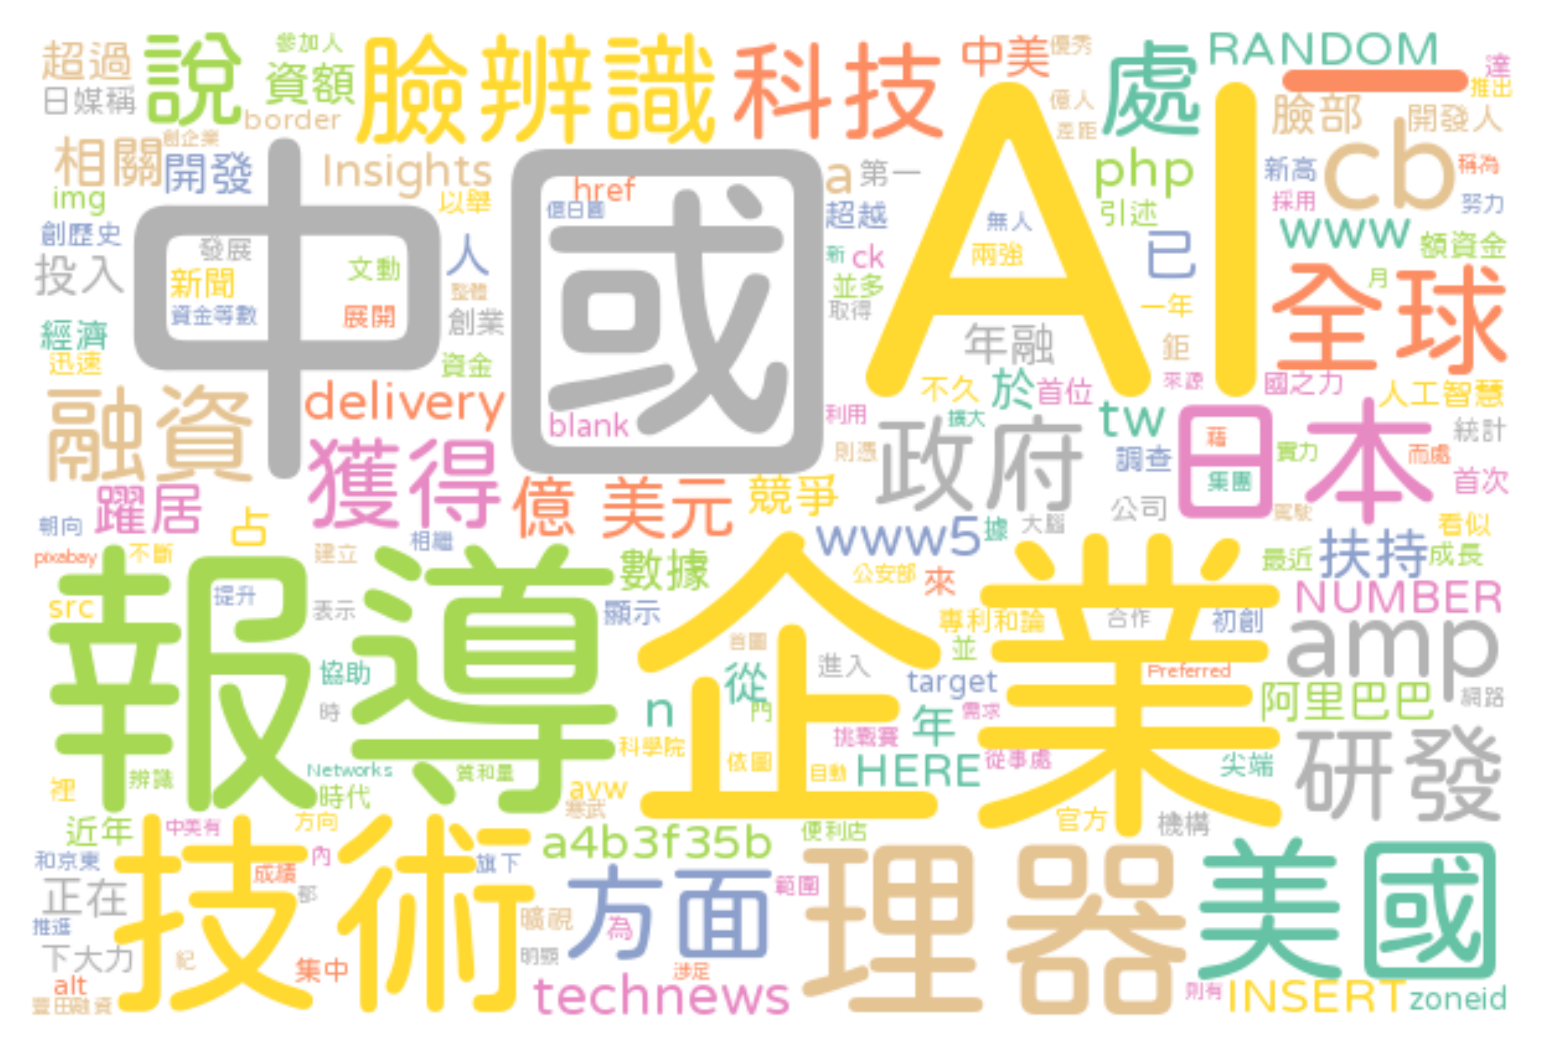 超過
說
參加人
資額
臉辨識
科技
中美
優秀
處
RANDOM
一
達
推出
日媒稱
border
億人
差距
臉部
開發人
相關
創企業
開發
Insights
a
第一
php
新高
cb
稱為
img
以舉
href
億日圓
超越
引述
採用
努力
創歷史
中國
AI
發展
人
無人
已
www
額資金
投入
新聞
文動
整體
新
ck
兩強
並多
全球
月
資金等數
展開
創業
取得
一年
經濟
迅速
資金
年融
鉅
來源
國之力
融資
delivery
blank
利用
不久
於
首位
擴大
tw
人工智慧
日本
藉
獲得
則憑
政府
調查
集團
實力
統計
而處
首次
躍居
億
美元
競爭
公司
駕駛
朝向
占
相繼
www5
據
大腦
看似
pixabay
不斷
建立
數據
公安部
來
最近
扶持
成長
報導
企業
src
提升
表示
顯示
專利和論
合作
初創
NUMBER
首圖
並
amp
協助
從
進入
target
Preferred
阿里巴巴
網路
時
n
門
挑戰賽
年
需求
科學院
裡
辨識
Networks
質和量
依圖
自動
HERE
從事處
尖端
研發
時代
avw
寒武
近年
中美有
方向
a4b3f35b
便利店
官方
機構
技術
和京東
內
旗下
成績
理器
美國
正在
都
曠視
方面
為
範圍
推進
下大力
紀
集中
明顯
涉足
alt
豐田融資
technews
則有
INSERT
zoneid